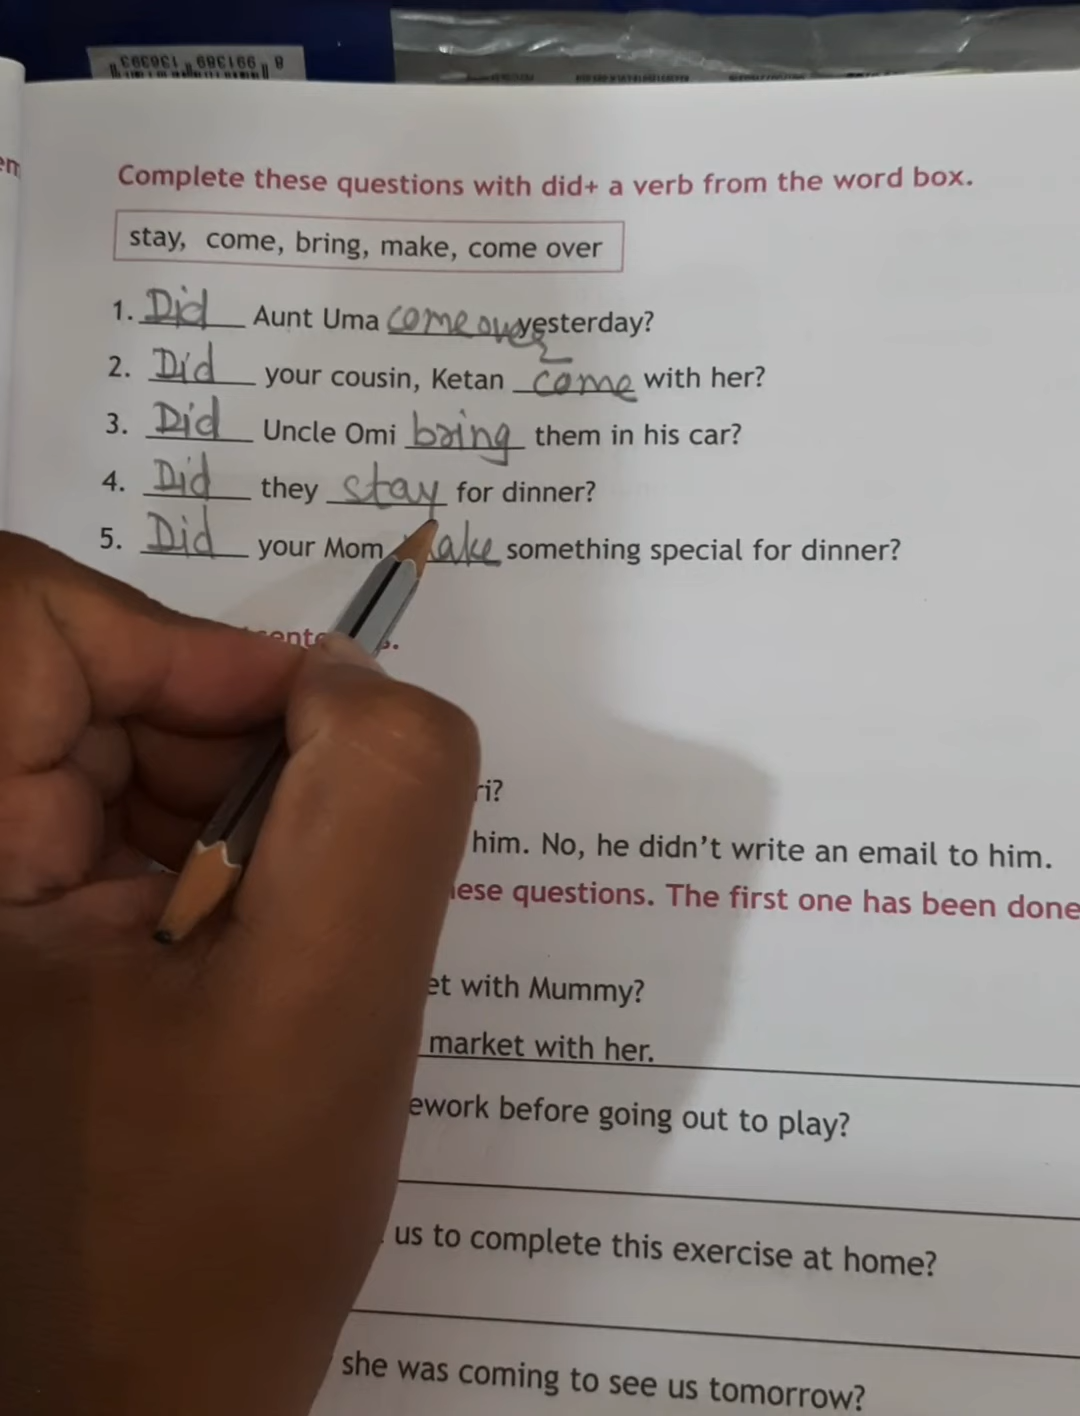 Complete these questions with did+ a verb from the word box.
stay, come, bring, make, come over
1. Did Aunt Uma come over yesterday?
2. Did your cousin, Ketan come with her?
3. Did Uncle Omi bring them in his car?
4. Did they stay for dinner?
5. Did your Mom make something special for dinner?
ri?
him. No, he didn't write an email to him.
ese questions. The first one has been done
et with Mummy?
market with her.
ework before going out to play?
us to complete this exercise at home?
she was coming to see us tomorrow?